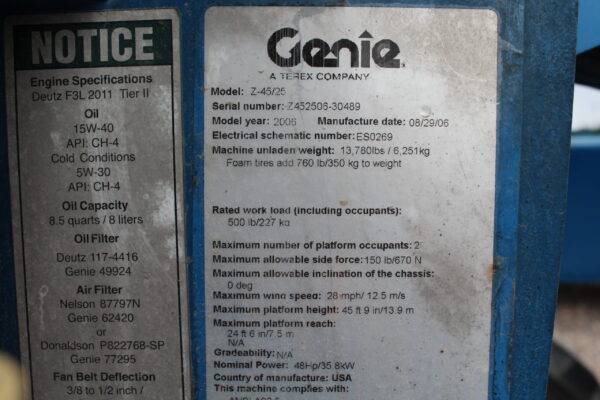 NOTICE
Engine Specifications
Deutz F3L 2011 Tier II
Oil
15W-40
API: CH-4
Cold Conditions
5W-30
API: CH-4
Oil Capacity
8.5 quarts / 8 liters
Oil Filter
Deutz 117-4416
Genie 49924
Air Filter
Nelson 87797N
Genie 62420
or
Donaldson P822768-SP
Genie 77295
Fan Belt Deflection
3/8 to 1/2 inch /
Genie
A TEREX COMPANY
Model: Z-45/25
Serial number: Z452506-30489
Model year: 2006 Manufacture date: 08/29/06
Electrical schematic number: ES0269
Machine unladen weight: 13,780lbs / 6,251kg
Foam tires add 760 lb/350 kg to weight
Rated work load (including occupants):
500 lb/227 kg
Maximum number of platform occupants: 2
Maximum allowable side force: 150 lb/670 N
Maximum allowable inclination of the chassis:
0 deg
Maximum wind speed: 28 mph/ 12.5 m/s
Maximum platform height: 45 ft 9 in/13.9 m
Maximum platform reach:
24 ft 6 in/7.5 m
N/A
Gradeability: N/A
Nominal Power: 48Hp/35.8kW
Country of manufacture: USA
This machine complies with: